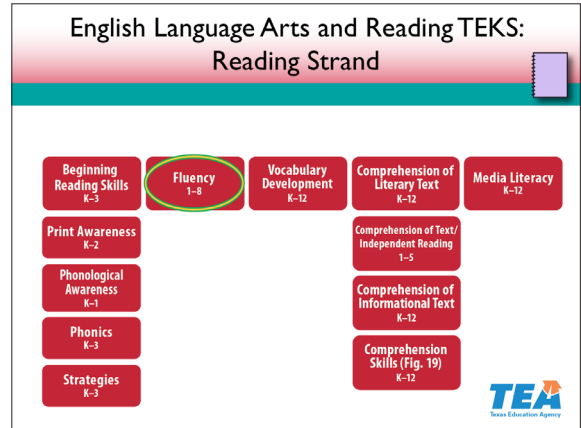 English Language Arts and Reading TEKS:
Reading Strand
Beginning
Reading Skills
K–3
Fluency
1–8
Vocabulary
Development
K–12
Comprehension of
Literary Text
K–12
Media Literacy
K–12
Print Awareness
K–2
Comprehension of Text/
Independent Reading
1–5
Phonological
Awareness
K–1
Comprehension of
Informational Text
K–12
Phonics
K–3
Comprehension
Skills (Fig. 19)
K–12
Strategies
K–3
TEA
Texas Education Agency